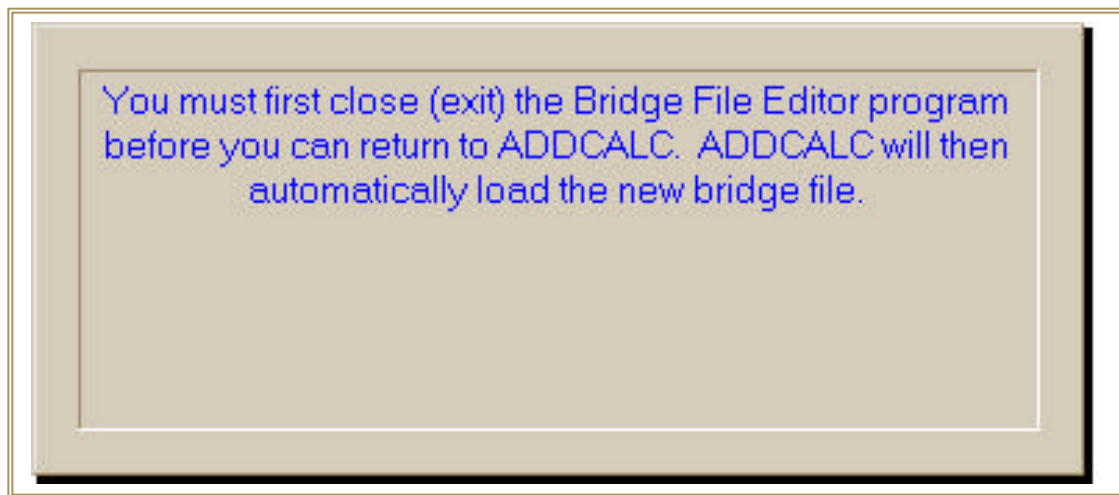 You must first close (exit) the Bridge File Editor program
before you can return to ADDCALC.  ADDCALC will then
automatically load the new bridge file.